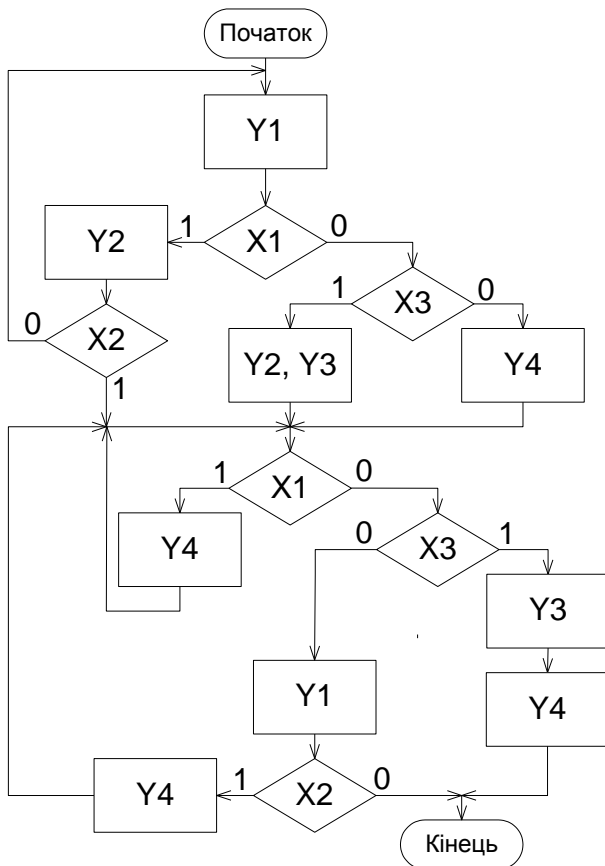 Початок
Y1
1 X1 0
Y2
X3
1 0
0 X2
1
Y2, Y3
Y4
1 X1 0
Y4
0 X3 1
Y3
Y1
Y4
Y4
1 X2 0
Кінець